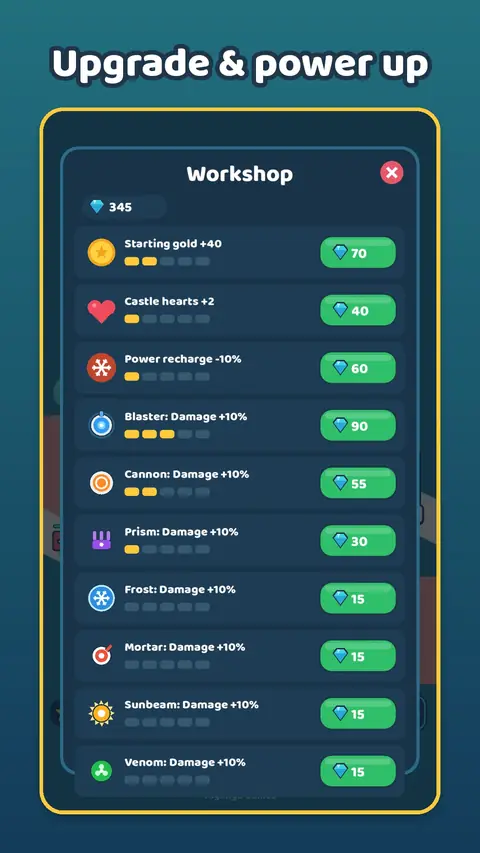 Upgrade & power up
Workshop
345
Starting gold +40
70
Castle hearts +2
40
Power recharge -10%
60
Blaster: Damage +10%
90
Cannon: Damage +10%
55
Prism: Damage +10%
30
Frost: Damage +10%
15
Mortar: Damage +10%
15
Sunbeam: Damage +10%
15
Venom: Damage +10%
15